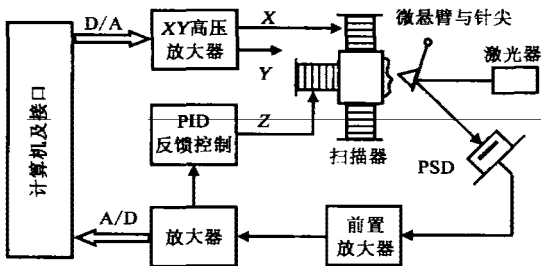 D/A
XY高压
放大器
X
Y
微悬臂与针尖
激光器
计算机及接口
PID
反馈控制
Z
扫描器
PSD
A/D
放大器
前置
放大器